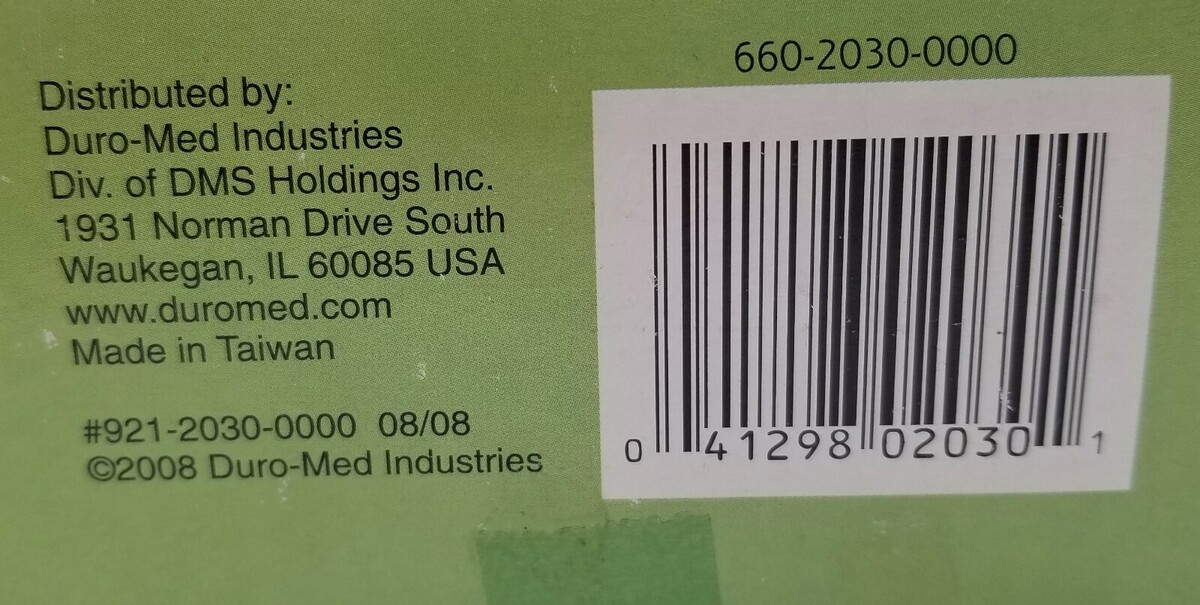 Distributed by:
Duro-Med Industries
Div. of DMS Holdings Inc.
1931 Norman Drive South
Waukegan, IL 60085 USA
www.duromed.com
Made in Taiwan
#921-2030-0000 08/08
©2008 Duro-Med Industries
660-2030-0000
0 41298 02030 1